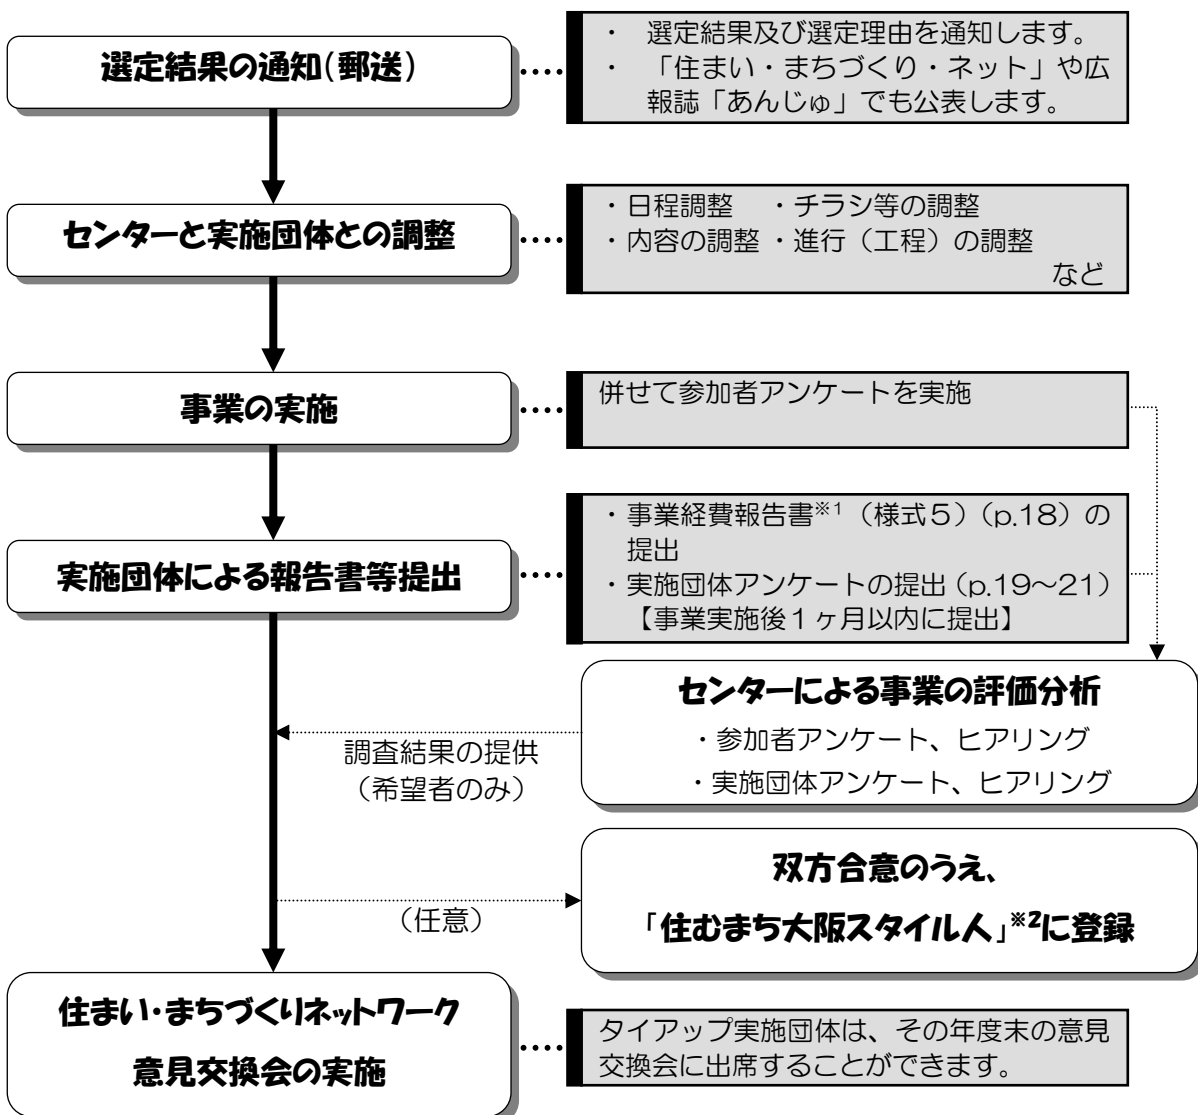 選定結果の通知（郵送）
・　選定結果及び選定理由を通知します。
・　「住まい・まちづくり・ネット」や広
報誌「あんじゅ」でも公表します。
センターと実施団体との調整
・日程調整　・チラシ等の調整
・内容の調整 ・進行（工程）の調整
など
事業の実施
併せて参加者アンケートを実施
実施団体による報告書等提出
・事業経費報告書※1（様式５）（p.18）の
提出
・実施団体アンケートの提出（p.19～21）
【事業実施後１ヶ月以内に提出】
センターによる事業の評価分析
・参加者アンケート、ヒアリング
・実施団体アンケート、ヒアリング
調査結果の提供
（希望者のみ）
双方合意のうえ、
「住むまち大阪スタイル人」※2に登録
（任意）
住まい・まちづくりネットワーク
意見交換会の実施
タイアップ実施団体は、その年度末の意見
交換会に出席することができます。